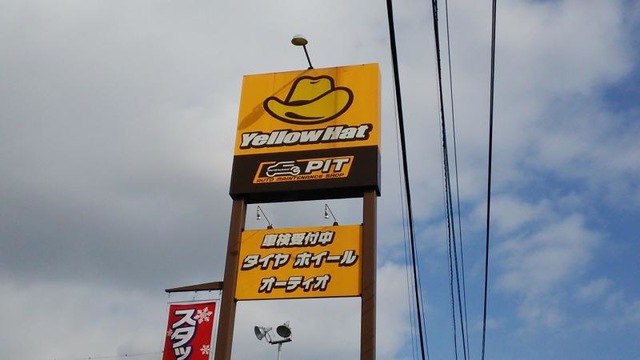 Yellow Hat
PIT
AUTO MAINTENANCE SHOP
車検受付中
タイヤ ホイール
オーディオ
スタッ